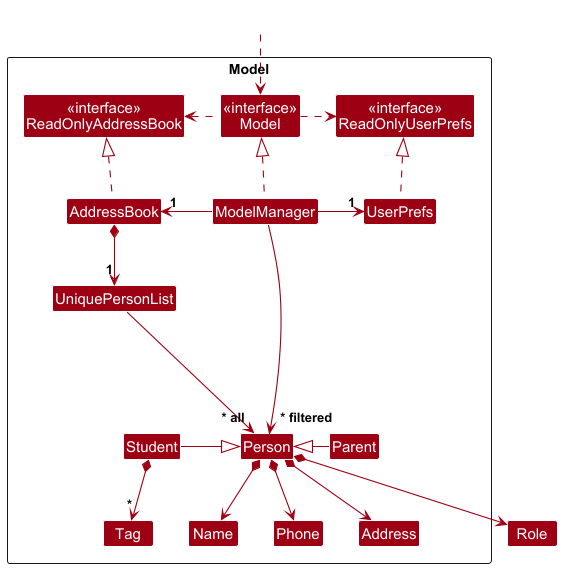 Model
«interface»
ReadOnlyAddressBook
«interface»
Model
«interface»
ReadOnlyUserPrefs
AddressBook
1
ModelManager
1
UserPrefs
1
UniquePersonList
* all
* filtered
Student
Person
Parent
*
Tag
Name
Phone
Address
Role